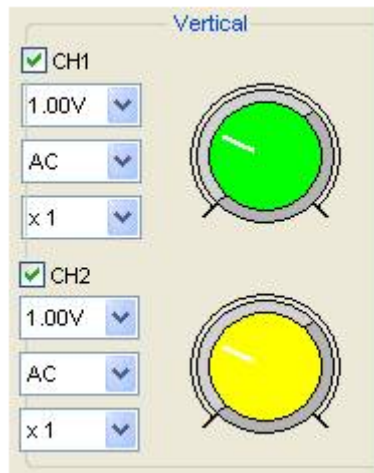 Vertical
CH1
1.00V
AC
x 1
CH2
1.00V
AC
x 1